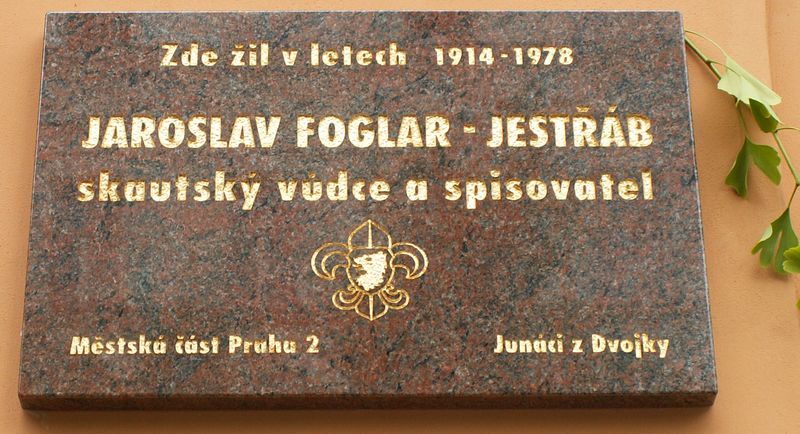 Zde žil v letech 1914-1978
JAROSLAV FOGLAR - JESTŘÁB
skautský vůdce a spisovatel
Městská část Praha 2 Junáci z Dvojky